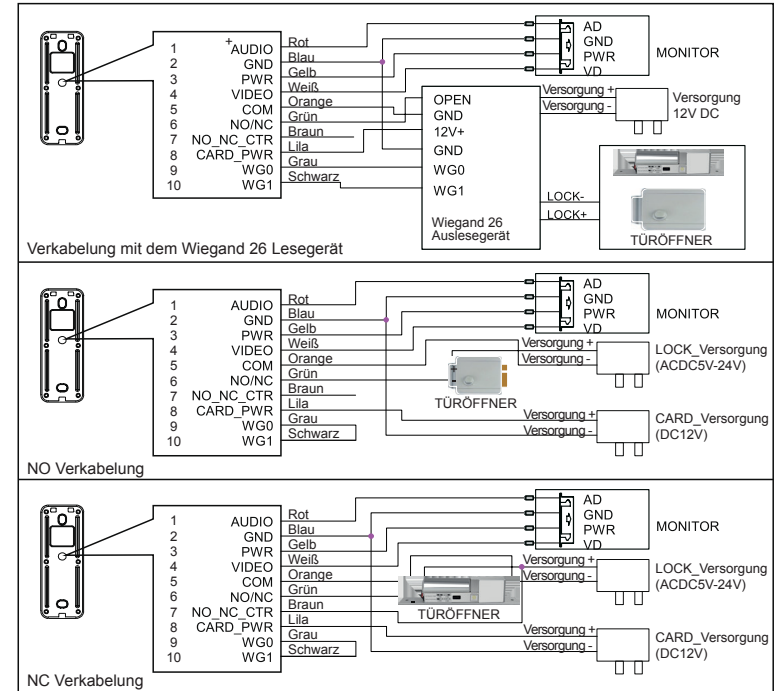 1 +AUDIO Rot
2 GND Blau
3 PWR Gelb
4 VIDEO Weiß
5 COM Orange
6 NO/NC Grün
7 NO_NC_CTR Braun
8 CARD_PWR Lila
9 WG0 Grau
10 WG1 Schwarz
AD
GND
PWR
VD
MONITOR
OPEN
GND
12V+
GND
WG0
WG1
Wiegand 26
Auslesegerät
Versorgung +
Versorgung -
Versorgung
12V DC
LOCK-
LOCK+
TÜRÖFFNER
Verkabelung mit dem Wiegand 26 Lesegerät
1 AUDIO Rot
2 GND Blau
3 PWR Gelb
4 VIDEO Weiß
5 COM Orange
6 NO/NC Grün
7 NO_NC_CTR Braun
8 CARD_PWR Lila
9 WG0 Grau
10 WG1 Schwarz
AD
GND
PWR
VD
MONITOR
Versorgung +
Versorgung -
LOCK_Versorgung
(ACDC5V-24V)
TÜRÖFFNER
Versorgung +
Versorgung -
CARD_Versorgung
(DC12V)
NO Verkabelung
1 AUDIO Rot
2 GND Blau
3 PWR Gelb
4 VIDEO Weiß
5 COM Orange
6 NO/NC Grün
7 NO_NC_CTR Braun
8 CARD_PWR Lila
9 WG0 Grau
10 WG1 Schwarz
AD
GND
PWR
VD
MONITOR
Versorgung +
Versorgung -
LOCK_Versorgung
(ACDC5V-24V)
TÜRÖFFNER
Versorgung +
Versorgung -
CARD_Versorgung
(DC12V)
NC Verkabelung